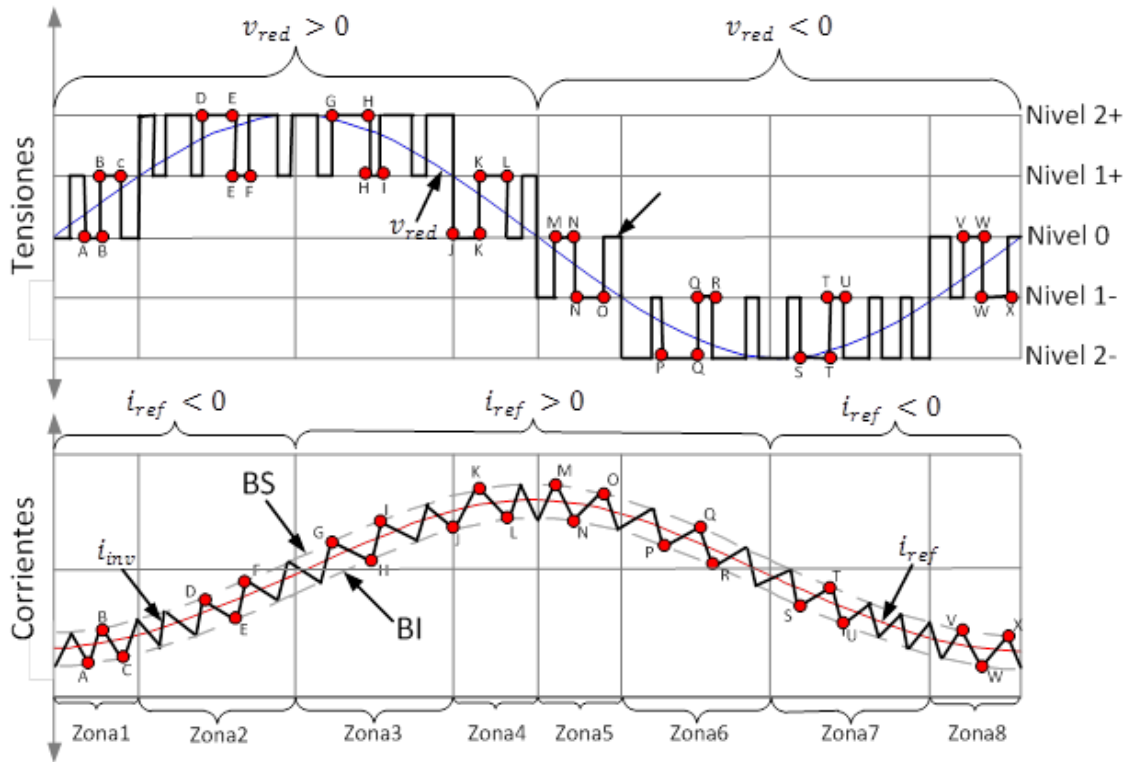 v_red > 0
v_red < 0
Tensiones
Nivel 2+
Nivel 1+
Nivel 0
Nivel 1-
Nivel 2-
D E G H
B c K L
E F H I
v_red
A B J K
M N V W
N O Q R T U W X
P Q S T
i_ref < 0
i_ref > 0
i_ref < 0
Corrientes
BS
BI
i_inv
i_ref
K M O
G I J L N Q
D F H P R T
B E S U V X
A C W
Zona1 Zona2 Zona3 Zona4 Zona5 Zona6 Zona7 Zona8